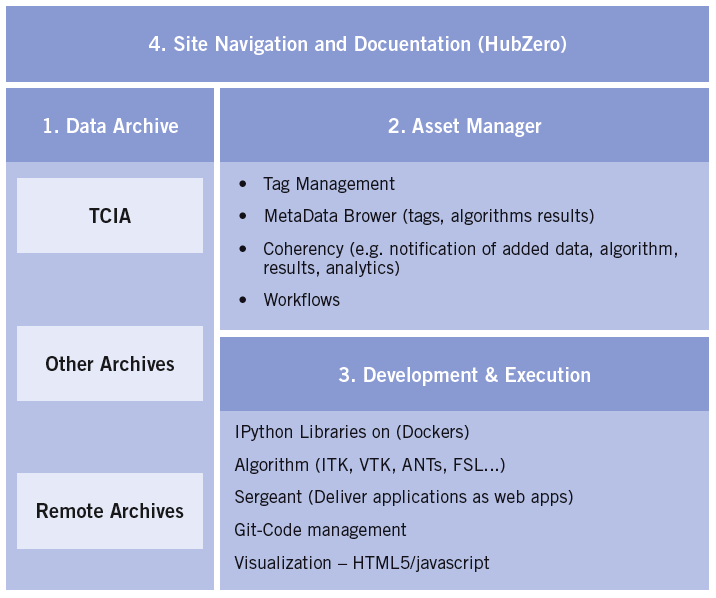 4. Site Navigation and Docuentation (HubZero)
1. Data Archive
TCIA
Other Archives
Remote Archives
2. Asset Manager
• Tag Management
• MetaData Brower (tags, algorithms results)
• Coherency (e.g. notification of added data, algorithm,
results, analytics)
• Workflows
3. Development & Execution
IPython Libraries on (Dockers)
Algorithm (ITK, VTK, ANTs, FSL...)
Sergeant (Deliver applications as web apps)
Git-Code management
Visualization – HTML5/javascript